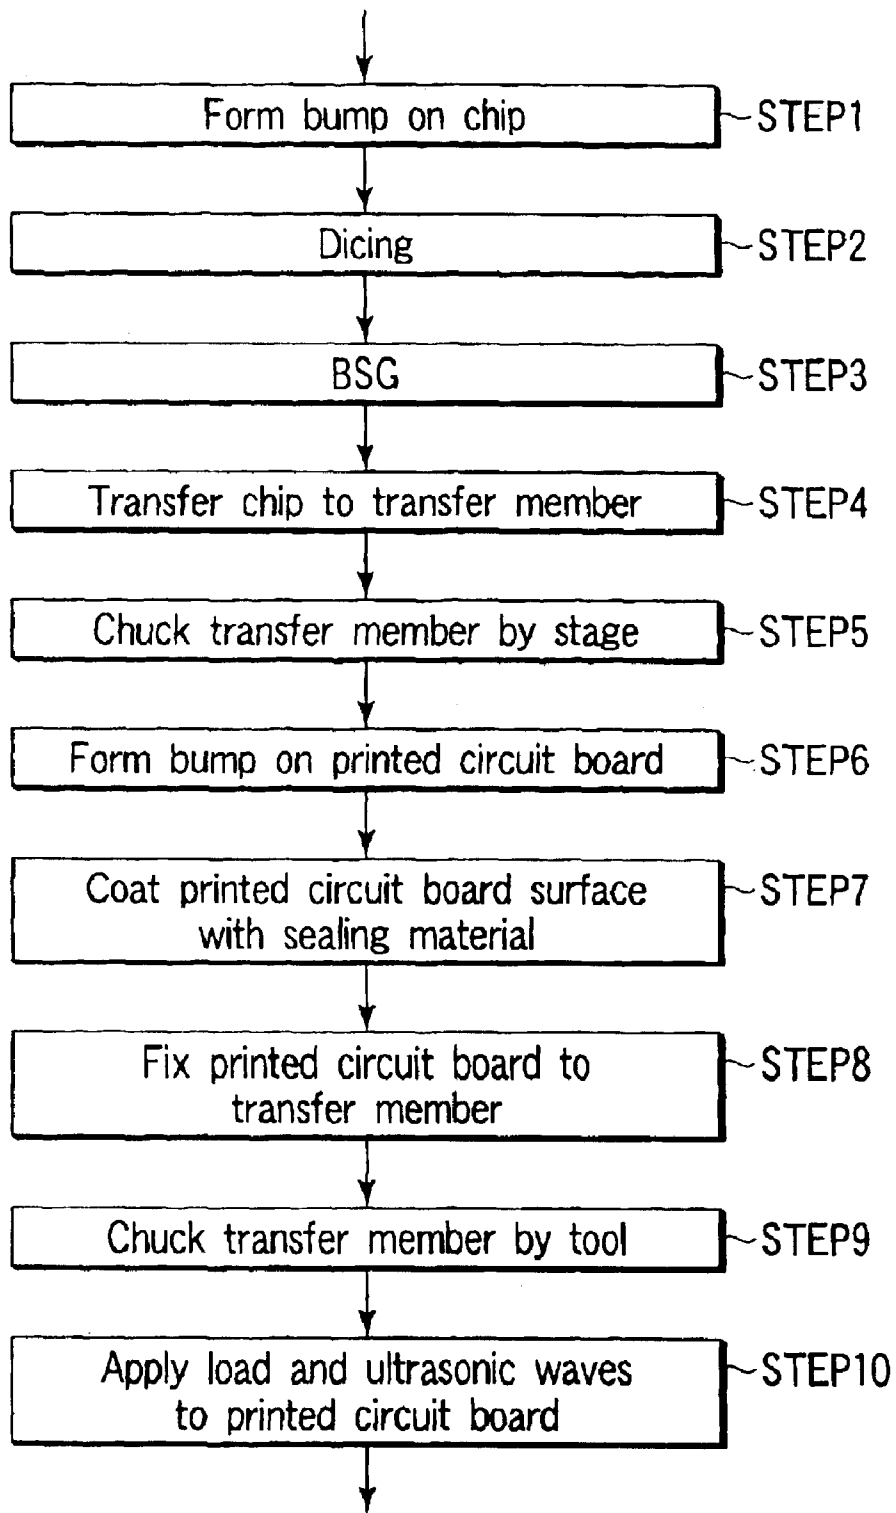 Form bump on chip STEP1
Dicing STEP2
BSG STEP3
Transfer chip to transfer member STEP4
Chuck transfer member by stage STEP5
Form bump on printed circuit board STEP6
Coat printed circuit board surface STEP7
with sealing material
Fix printed circuit board to STEP8
transfer member
Chuck transfer member by tool STEP9
Apply load and ultrasonic waves STEP10
to printed circuit board